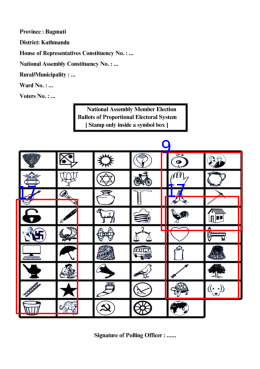 Province : Bagmati
District: Kathmandu
House of Representatives Constituency No. : ...
National Assembly Constituency No. : ...
Rural/Municipality : ...
Ward No. : ...
Voters No. : ...
National Assembly Member Election
Ballots of Proportional Electoral System
[ Stamp only inside a symbol box ]
9
17
17
Signature of Polling Officer : ......